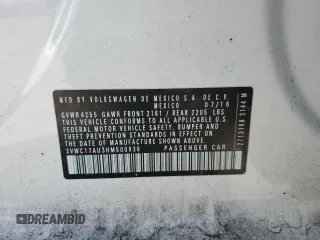 MFD BY VOLKSWAGEN DE MEXICO S.A. DE C.V.
MEXICO 07/16
GVWR 4255 GAWR FRONT 2161 / REAR 2205 LBS
THIS VEHICLE CONFORMS TO ALL APPLICABLE
FEDERAL MOTOR VEHICLE SAFETY, BUMPER, AND
THEFT PREVENTION STANDARDS IN EFFECT ON
THE DATE OF MANUFACTURE SHOWN ABOVE.
3VWC17AU3HM500938 PASSENGER CAR